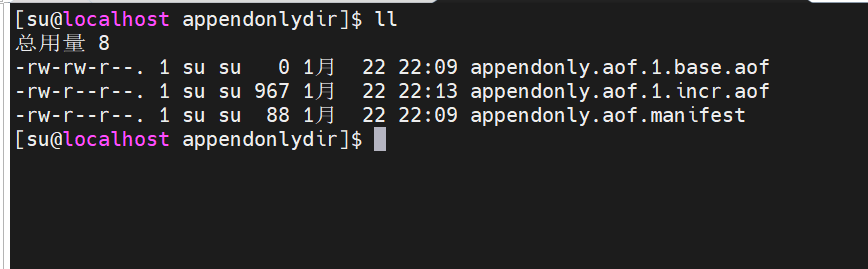 [su@localhost appendonlydir]$ ll
总用量 8
-rw-rw-r--. 1 su su   0 1月  22 22:09 appendonly.aof.1.base.aof
-rw-r--r--. 1 su su 967 1月  22 22:13 appendonly.aof.1.incr.aof
-rw-r--r--. 1 su su  88 1月  22 22:09 appendonly.aof.manifest
[su@localhost appendonlydir]$